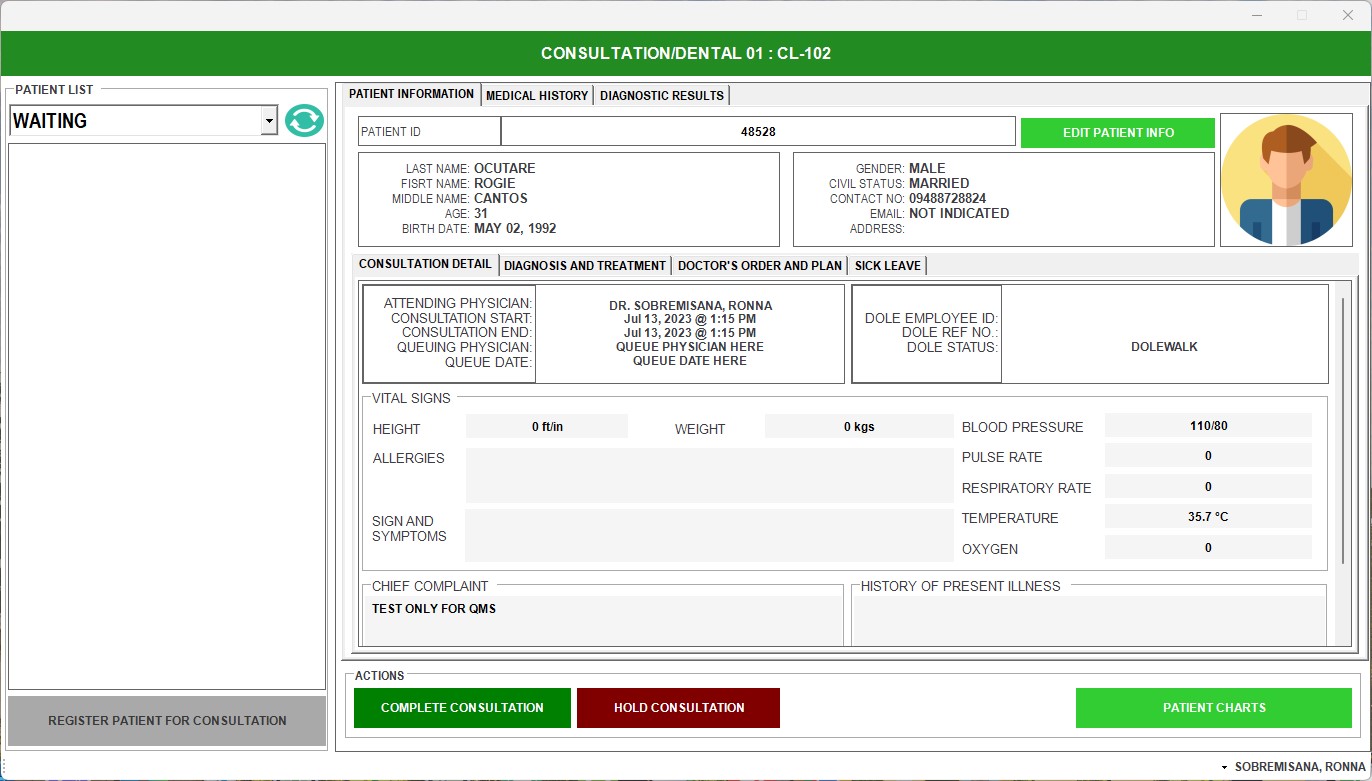 CONSULTATION/DENTAL 01 : CL-102
PATIENT LIST
WAITING
REGISTER PATIENT FOR CONSULTATION
PATIENT INFORMATION
MEDICAL HISTORY
DIAGNOSTIC RESULTS
PATIENT ID 48528
EDIT PATIENT INFO
LAST NAME: OCUTARE
FISRT NAME: ROGIE
MIDDLE NAME: CANTOS
AGE: 31
BIRTH DATE: MAY 02, 1992
GENDER: MALE
CIVIL STATUS: MARRIED
CONTACT NO: 09488728824
EMAIL: NOT INDICATED
ADDRESS:
CONSULTATION DETAIL
DIAGNOSIS AND TREATMENT
DOCTOR'S ORDER AND PLAN
SICK LEAVE
ATTENDING PHYSICIAN: DR. SOBREMISANA, RONNA
CONSULTATION START: Jul 13, 2023 @ 1:15 PM
CONSULTATION END: Jul 13, 2023 @ 1:15 PM
QUEUING PHYSICIAN: QUEUE PHYSICIAN HERE
QUEUE DATE: QUEUE DATE HERE
DOLE EMPLOYEE ID:
DOLE REF NO.:
DOLE STATUS: DOLEWALK
VITAL SIGNS
HEIGHT 0 ft/in
WEIGHT 0 kgs
ALLERGIES
SIGN AND
SYMPTOMS
BLOOD PRESSURE 110/80
PULSE RATE 0
RESPIRATORY RATE 0
TEMPERATURE 35.7 °C
OXYGEN 0
CHIEF COMPLAINT
TEST ONLY FOR QMS
HISTORY OF PRESENT ILLNESS
ACTIONS
COMPLETE CONSULTATION
HOLD CONSULTATION
PATIENT CHARTS
SOBREMISANA, RONNA